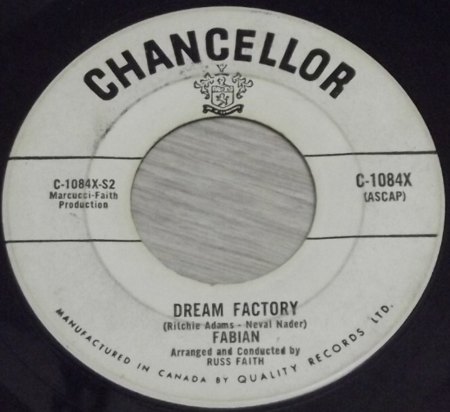 CHANCELLOR
C-1084X-S2
Marcucci-Faith
Production
C-1084X
(ASCAP)
DREAM FACTORY
(Ritchie Adams - Neval Nader)
FABIAN
Arranged and Conducted by
RUSS FAITH
MANUFACTURED IN CANADA BY QUALITY RECORDS LTD.